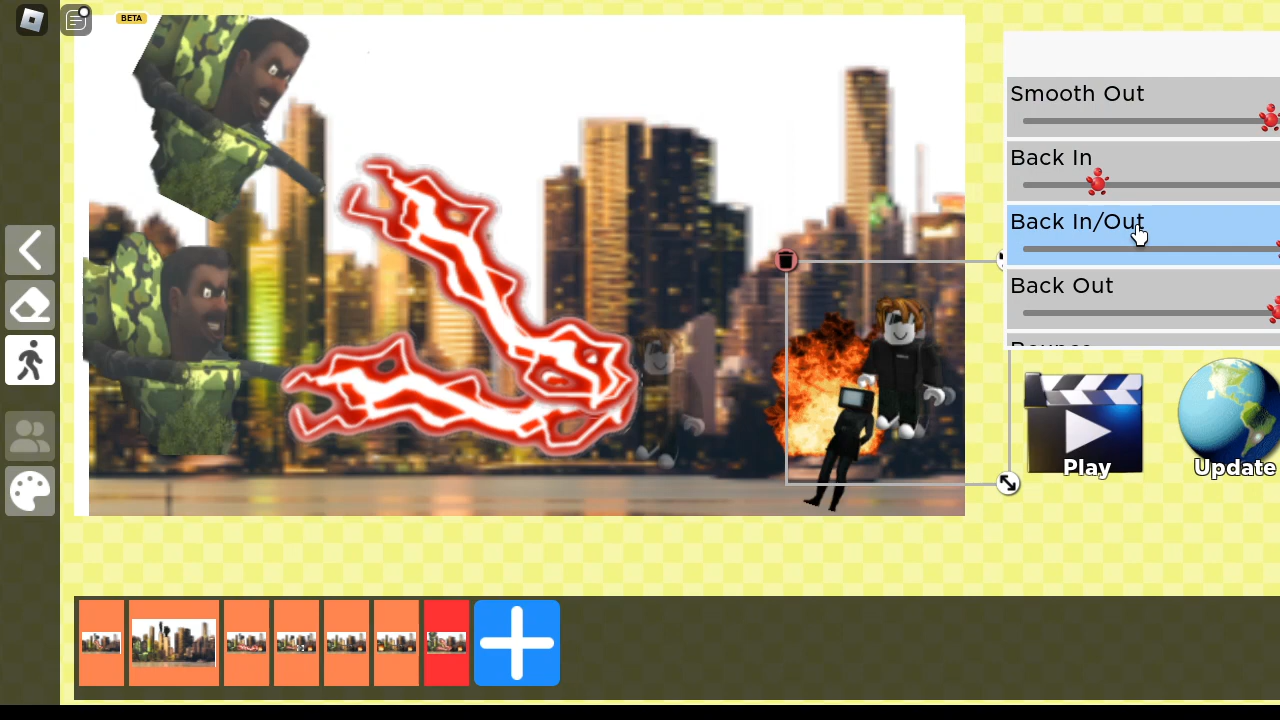 BETA
Smooth Out
Back In
Back In/Out
Back Out
Play
Update